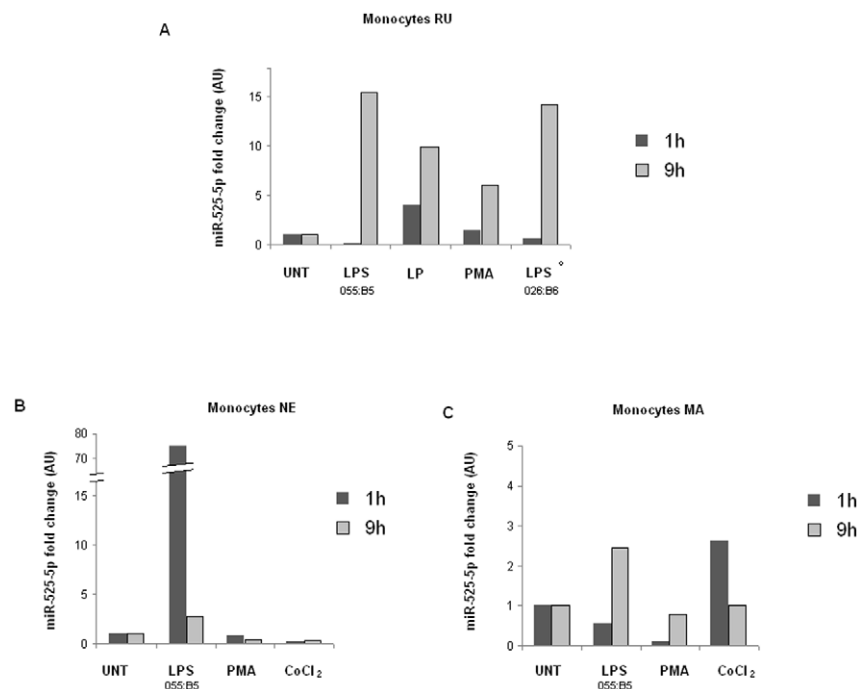 Monocytes RU
A
miR-525-5p fold change (AU)
15
10
5
0
1h
9h
UNT LPS LP PMA LPS °
055:B5 026:B6
B
Monocytes NE
miR-525-5p fold change (AU)
80
70
15
10
5
0
1h
9h
UNT LPS PMA CoCl2
055:B5
C
Monocytes MA
miR-525-5p fold change (AU)
5
4
3
2
1
0
1h
9h
UNT LPS PMA CoCl2
055:B5